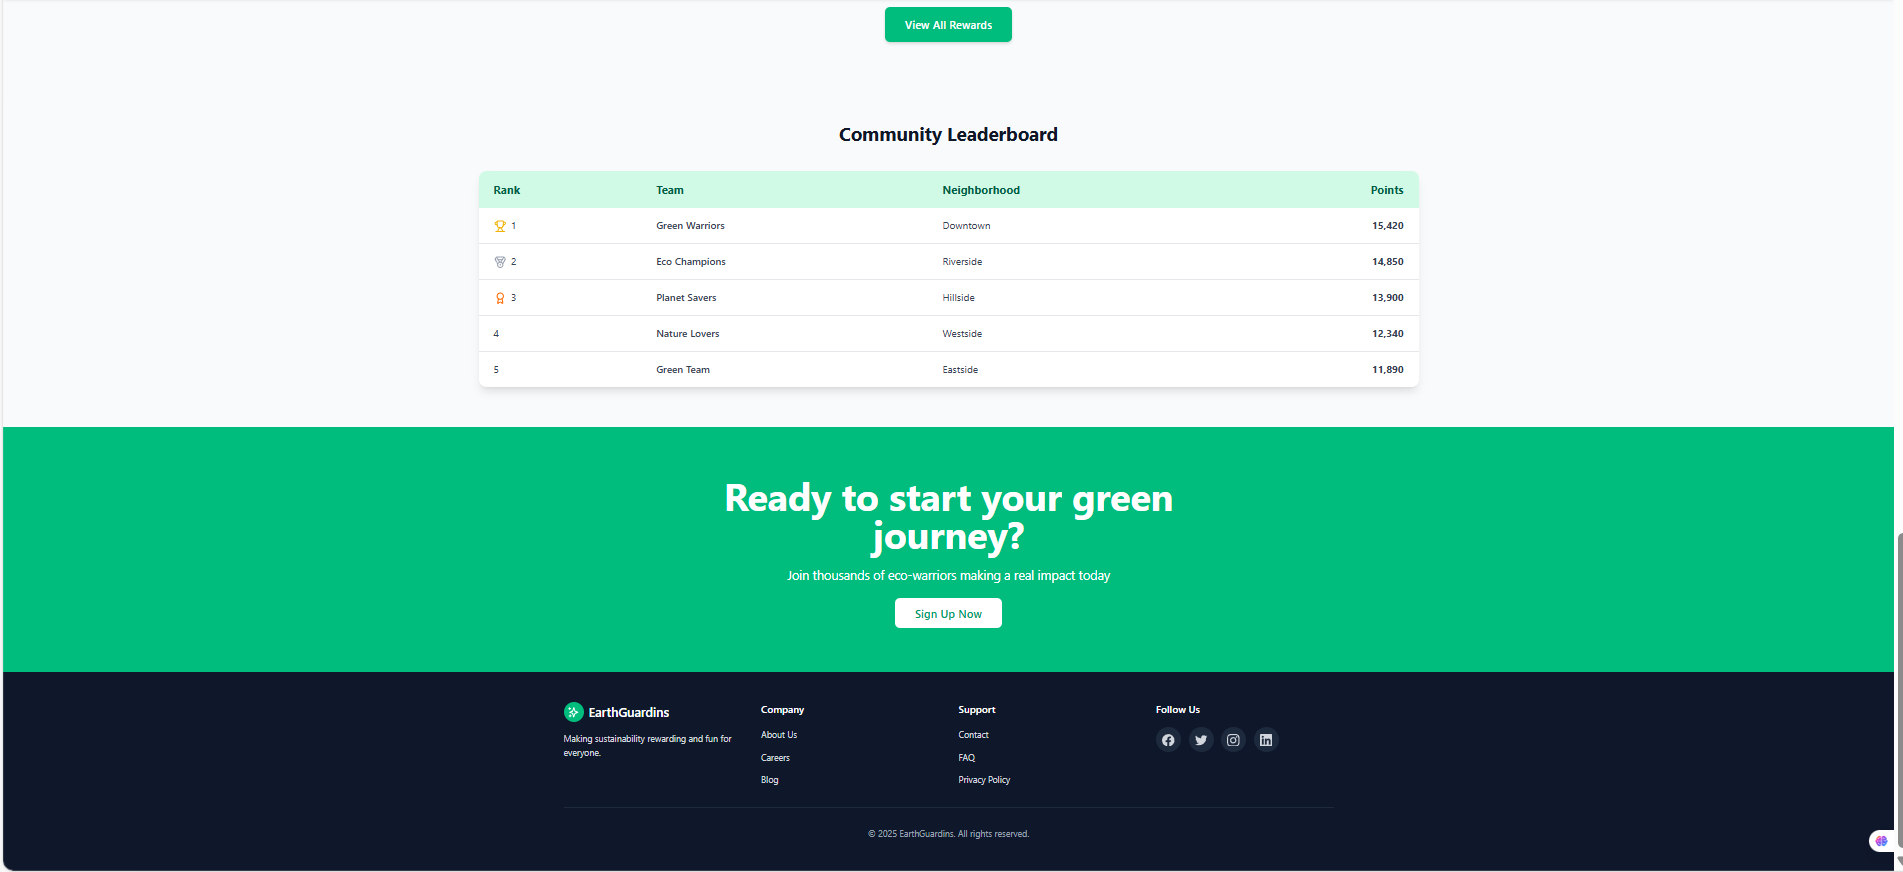 View All Rewards
Community Leaderboard
Rank Team Neighborhood Points
1 Green Warriors Downtown 15,420
2 Eco Champions Riverside 14,850
3 Planet Savers Hillside 13,900
4 Nature Lovers Westside 12,340
5 Green Team Eastside 11,890
Ready to start your green
journey?
Join thousands of eco-warriors making a real impact today
Sign Up Now
EarthGuardins
Making sustainability rewarding and fun for
everyone.
Company
About Us
Careers
Blog
Support
Contact
FAQ
Privacy Policy
Follow Us
© 2025 EarthGuardins. All rights reserved.